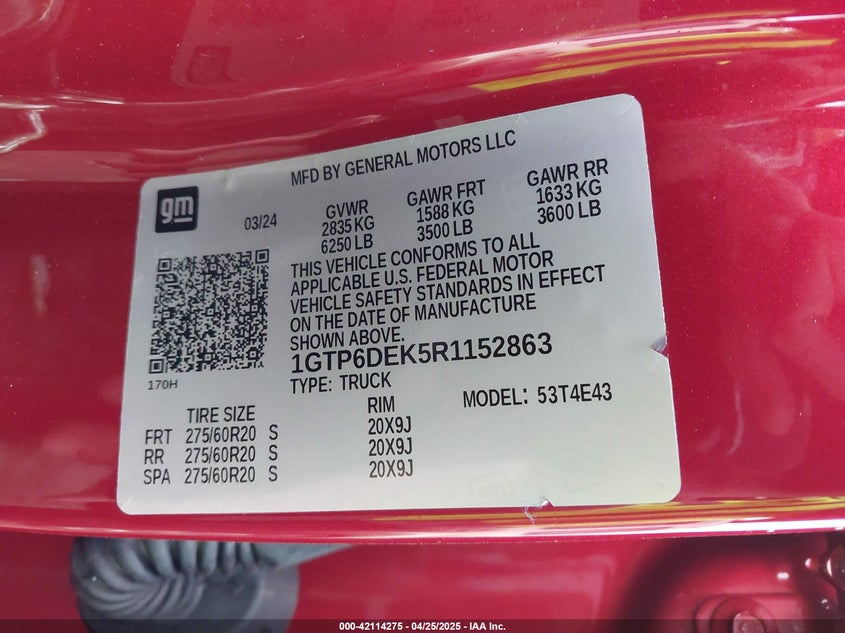 MFD BY GENERAL MOTORS LLC
gm
03/24
GVWR
2835 KG
6250 LB
GAWR FRT
1588 KG
3500 LB
GAWR RR
1633 KG
3600 LB
THIS VEHICLE CONFORMS TO ALL
APPLICABLE U.S. FEDERAL MOTOR
VEHICLE SAFETY STANDARDS IN EFFECT
ON THE DATE OF MANUFACTURE
SHOWN ABOVE.
1GTP6DEK5R1152863
170H
TYPE: TRUCK
MODEL: 53T4E43
TIRE SIZE RIM
FRT 275/60R20 S 20X9J
RR 275/60R20 S 20X9J
SPA 275/60R20 S 20X9J
000-42114275 - 04/25/2025 - IAA Inc.